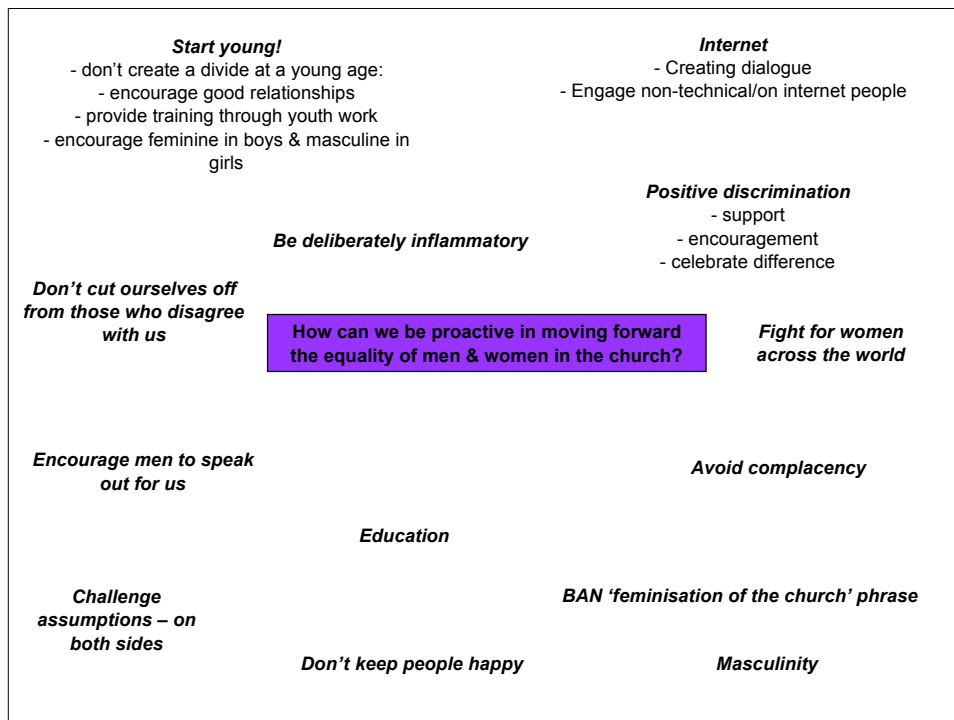 Start young!
- don’t create a divide at a young age:
- encourage good relationships
- provide training through youth work
- encourage feminine in boys & masculine in
girls
Internet
- Creating dialogue
- Engage non-technical/on internet people
Positive discrimination
- support
- encouragement
- celebrate difference
Be deliberately inflammatory
Don’t cut ourselves off
from those who disagree
with us
How can we be proactive in moving forward
the equality of men & women in the church?
Fight for women
across the world
Encourage men to speak
out for us
Avoid complacency
Education
Challenge
assumptions – on
both sides
BAN ‘feminisation of the church’ phrase
Don’t keep people happy
Masculinity